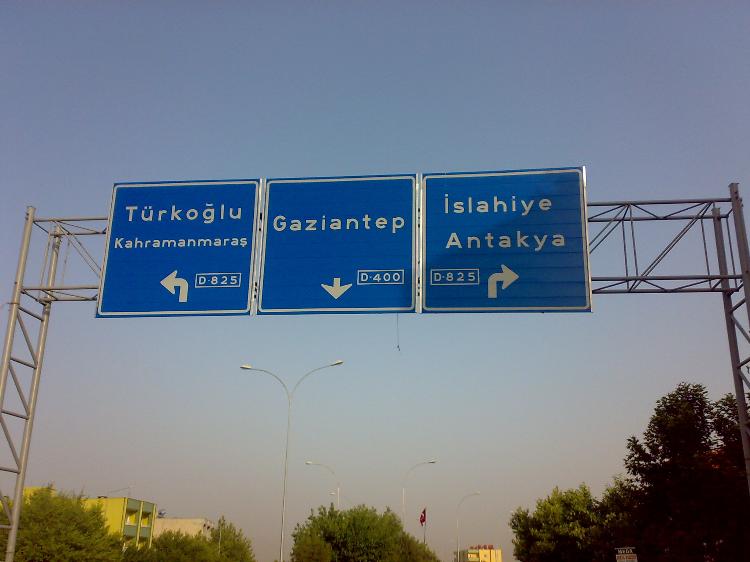 Türkoğlu
Kahramanmaraş
D-825
Gaziantep
D-400
İslahiye
Antakya
D-825